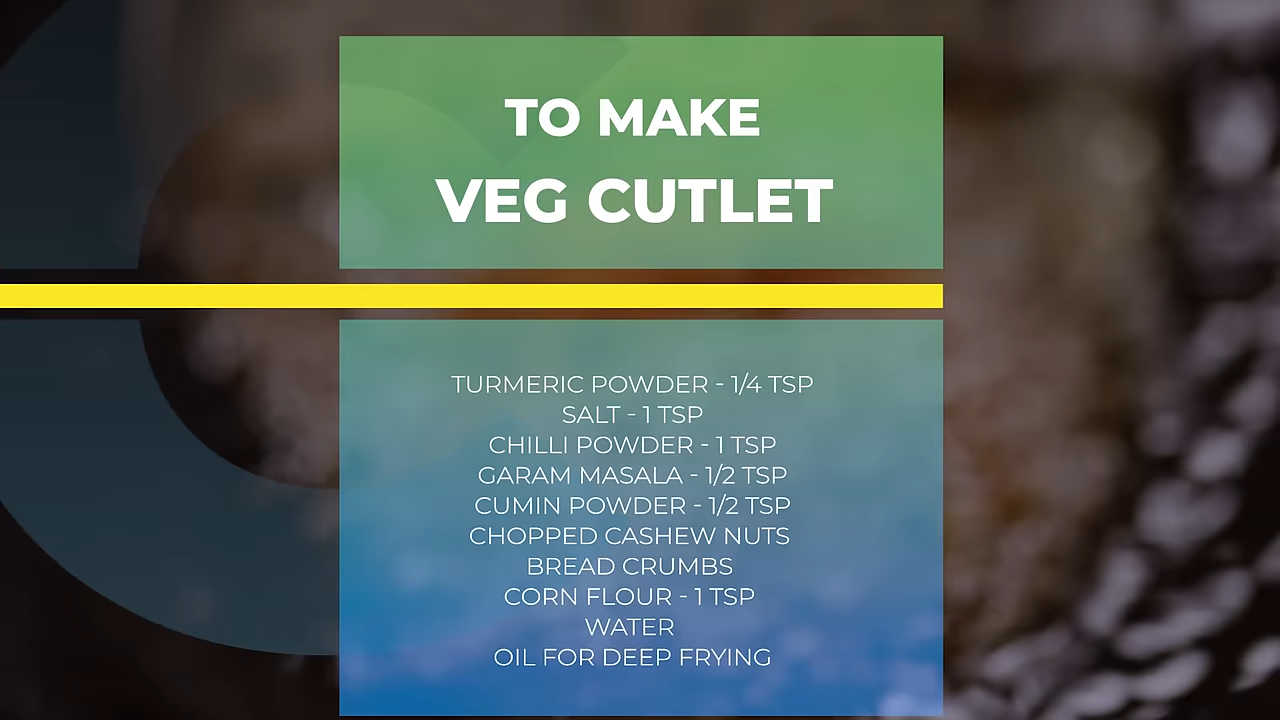 TO MAKE
VEG CUTLET
TURMERIC POWDER - 1/4 TSP
SALT - 1 TSP
CHILLI POWDER - 1 TSP
GARAM MASALA - 1/2 TSP
CUMIN POWDER - 1/2 TSP
CHOPPED CASHEW NUTS
BREAD CRUMBS
CORN FLOUR - 1 TSP
WATER
OIL FOR DEEP FRYING